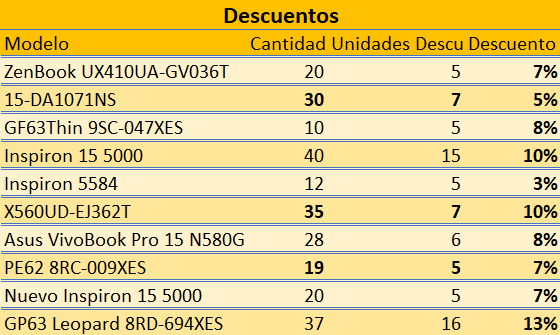 Descuentos
Modelo Cantidad Unidades Descu Descuento
ZenBook UX410UA-GV036T 20 5 7%
15-DA1071NS 30 7 5%
GF63Thin 9SC-047XES 10 5 8%
Inspiron 15 5000 40 15 10%
Inspiron 5584 12 5 3%
X560UD-EJ362T 35 7 10%
Asus VivoBook Pro 15 N580G 28 6 8%
PE62 8RC-009XES 19 5 7%
Nuevo Inspiron 15 5000 20 5 7%
GP63 Leopard 8RD-694XES 37 16 13%